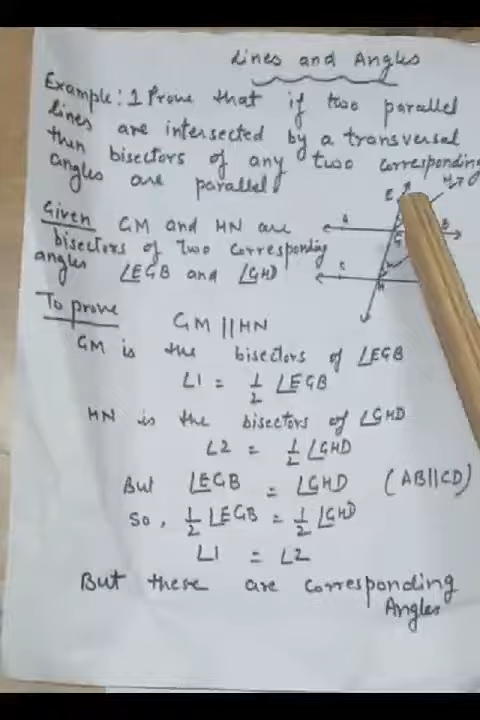 Lines and Angles
Example: 1 Prove that if two parallel
lines are intersected by a transversal
then bisectors of any two corresponding
angles are parallel
Given GM and HN are
bisectors of two corresponding
angles ∠EGB and ∠GHD
To prove GM || HN
GM is the bisectors of ∠EGB
∠1 = 1/2 ∠EGB
HN is the bisectors of ∠GHD
∠2 = 1/2 ∠GHD
But ∠EGB = ∠GHD (AB||CD)
So, 1/2 ∠EGB = 1/2 ∠GHD
∠1 = ∠2
But these are corresponding
Angles
E
A
B
G
C
H